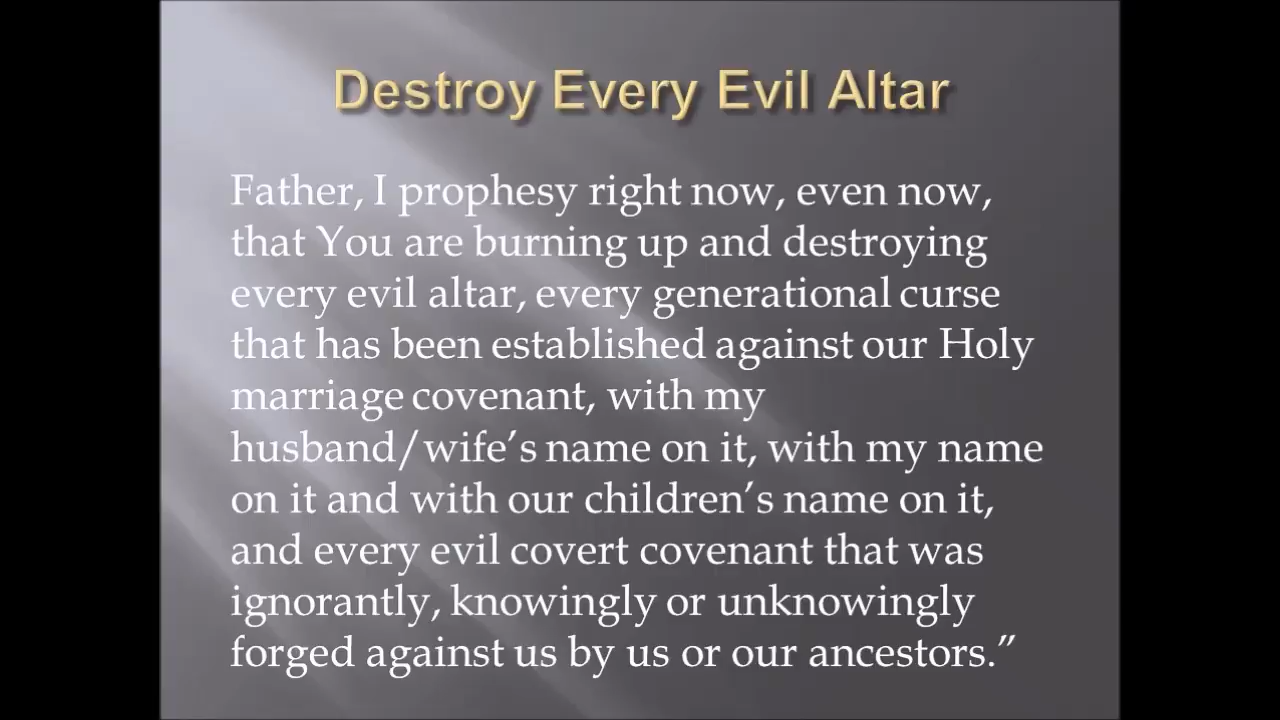 Destroy Every Evil Altar
Father, I prophesy right now, even now,
that You are burning up and destroying
every evil altar, every generational curse
that has been established against our Holy
marriage covenant, with my
husband/wife’s name on it, with my name
on it and with our children’s name on it,
and every evil covert covenant that was
ignorantly, knowingly or unknowingly
forged against us by us or our ancestors.”